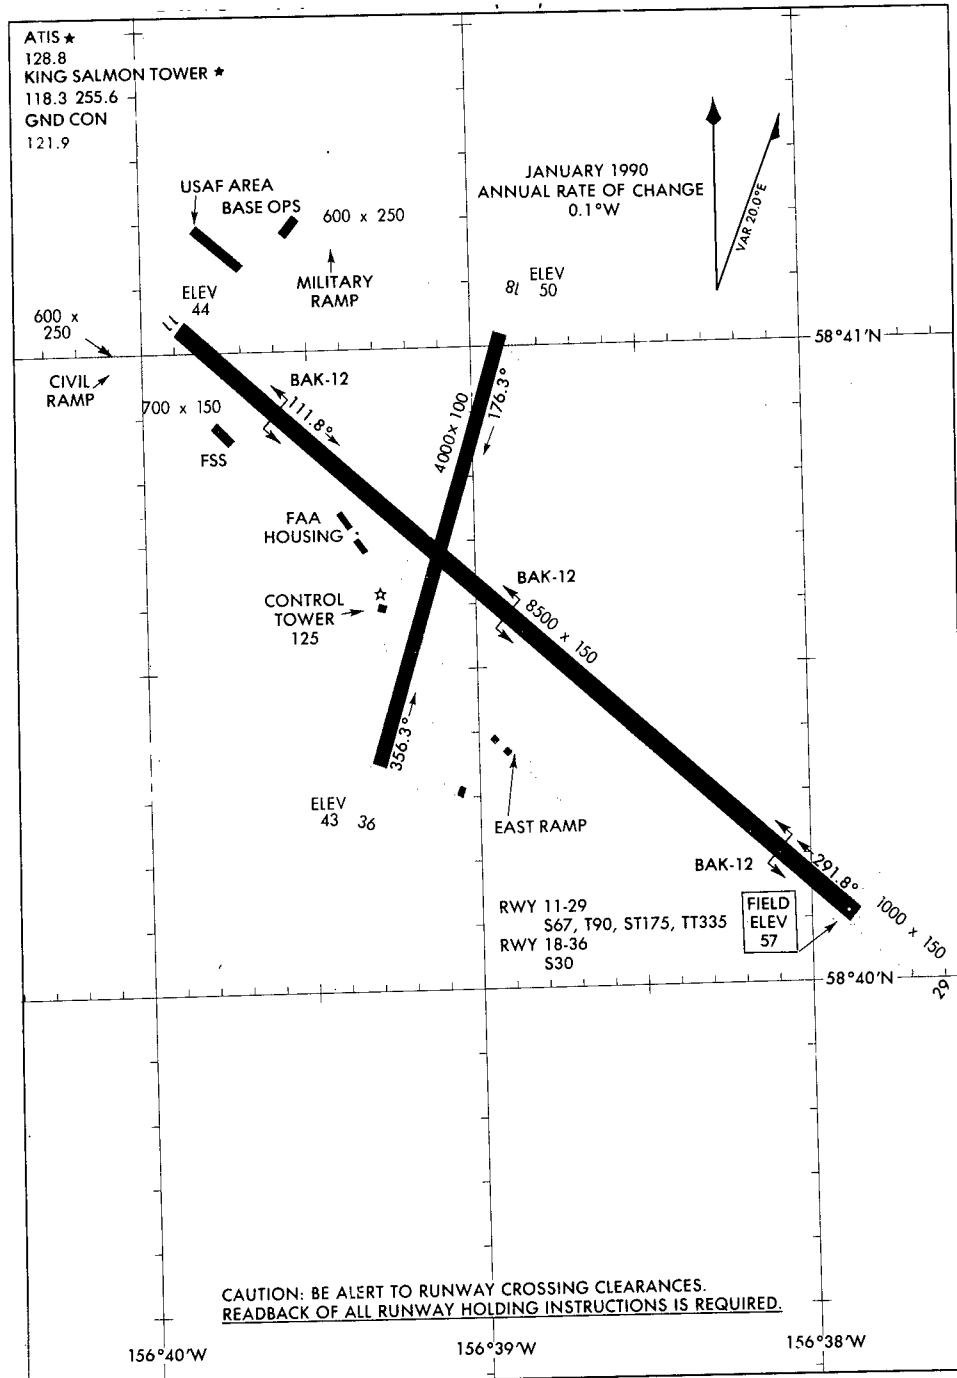 ATIS ★
128.8
KING SALMON TOWER ★
118.3 255.6
GND CON
121.9
JANUARY 1990
ANNUAL RATE OF CHANGE
0.1°W
VAR 20.0°E
USAF AREA
BASE OPS
600 x 250
MILITARY
RAMP
ELEV
44
11
18
ELEV
50
600 x
250
58°41'N
CIVIL
RAMP
BAK-12
111.8°
700 x 150
FSS
4000 x 100
176.3°
FAA
HOUSING
BAK-12
8500 x 150
CONTROL
TOWER
125
356.3°
ELEV
43
36
EAST RAMP
BAK-12
291.8°
1000 x 150
RWY 11-29
S67, T90, ST175, TT335
RWY 18-36
S30
FIELD
ELEV
57
58°40'N
29
CAUTION: BE ALERT TO RUNWAY CROSSING CLEARANCES.
READBACK OF ALL RUNWAY HOLDING INSTRUCTIONS IS REQUIRED.
156°40'W
156°39'W
156°38'W